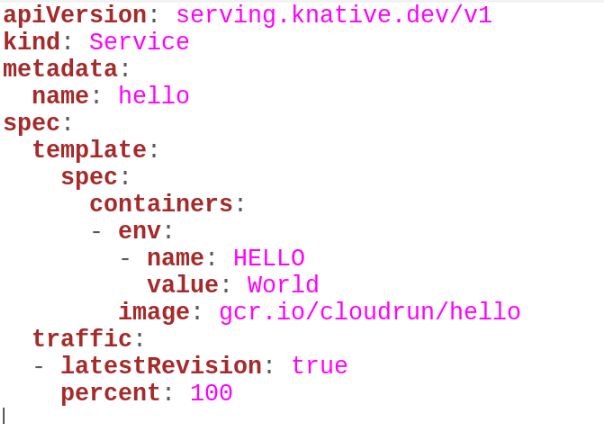 apiVersion: serving.knative.dev/v1
kind: Service
metadata:
  name: hello
spec:
  template:
    spec:
      containers:
      - env:
        - name: HELLO
          value: World
        image: gcr.io/cloudrun/hello
  traffic:
  - latestRevision: true
    percent: 100